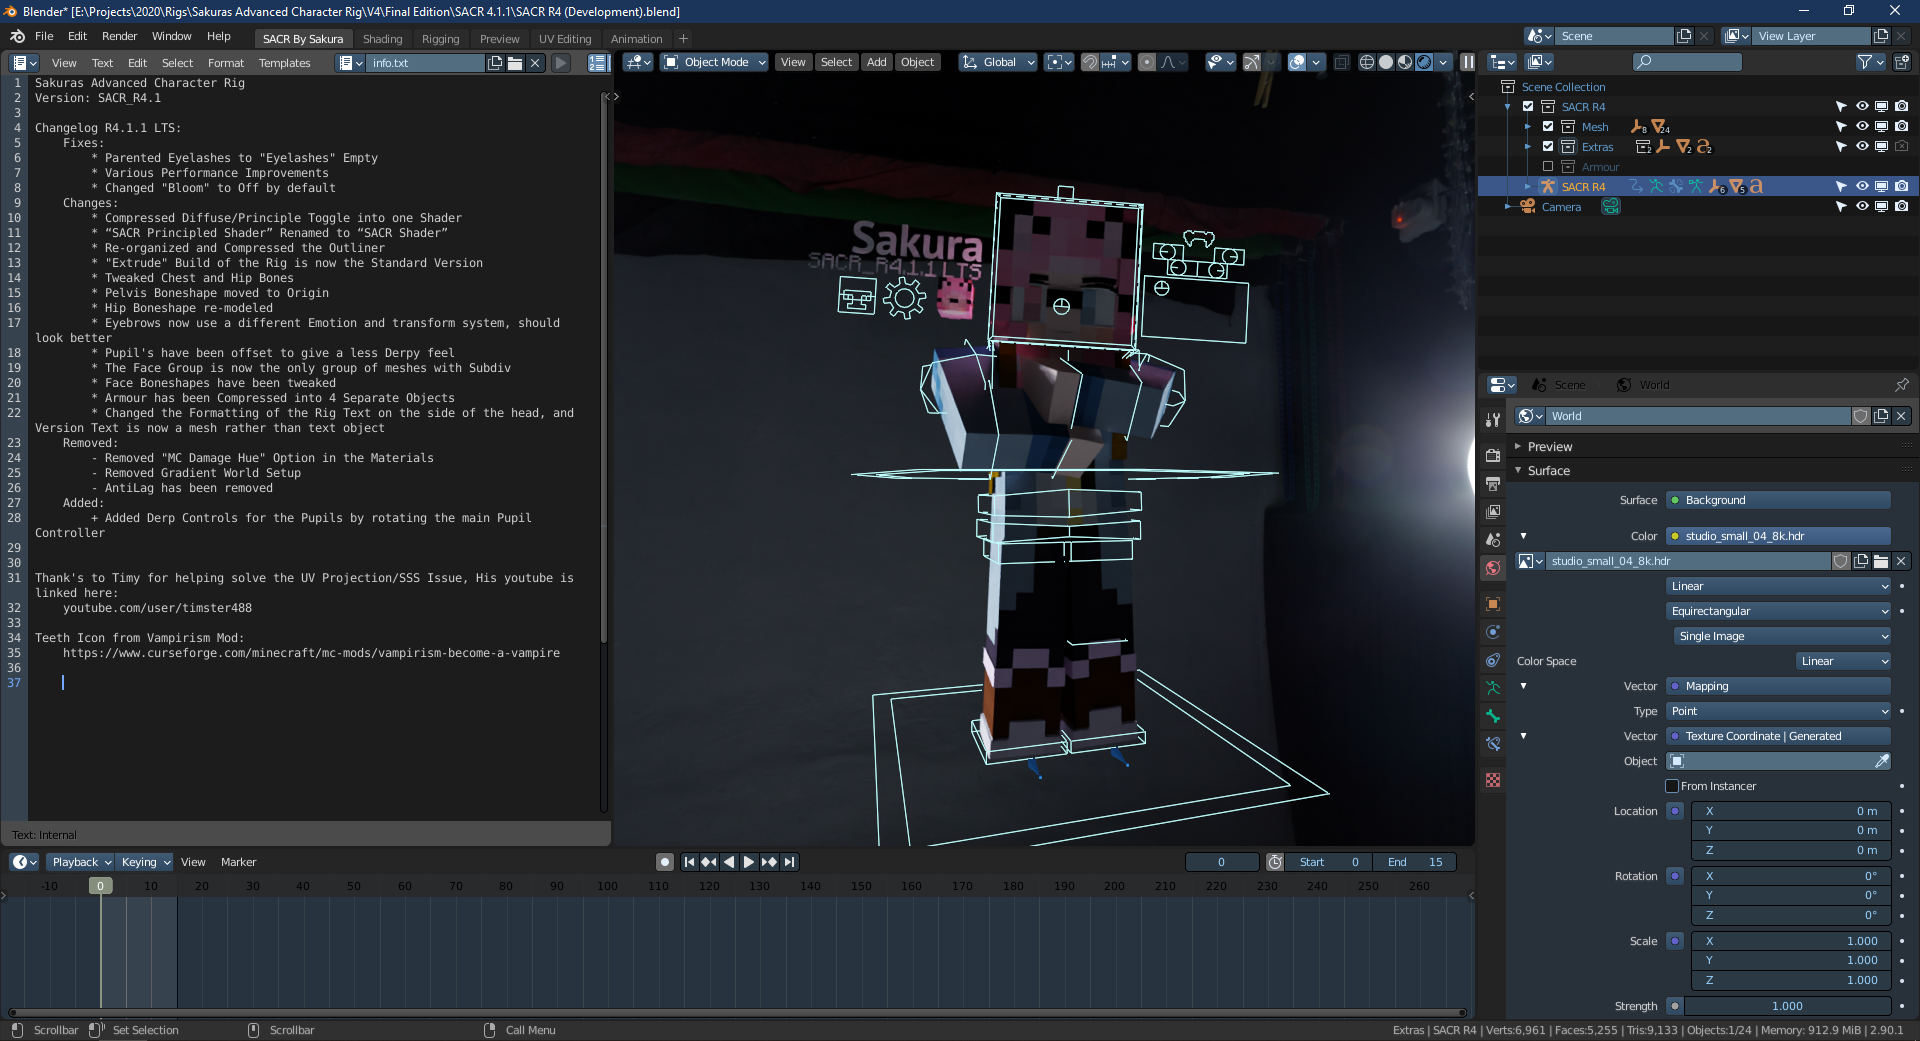 Blender* [E:\Projects\2020\Rigs\Sakuras Advanced Character Rig\V4\Final Edition\SACR 4.1.1\SACR R4 (Development).blend]
File Edit Render Window Help SACR By Sakura Shading Rigging Preview UV Editing Animation + Scene View Layer
View Text Edit Select Format Templates info.txt Object Mode View Select Add Object Global
1 Sakuras Advanced Character Rig
2 Version: SACR_R4.1
3
4 Changelog R4.1.1 LTS:
5 Fixes:
6 * Parented Eyelashes to "Eyelashes" Empty
7 * Various Performance Improvements
8 * Changed "Bloom" to Off by default
9 Changes:
10 * Compressed Diffuse/Principle Toggle into one Shader
11 * “SACR Principled Shader” Renamed to “SACR Shader”
12 * Re-organized and Compressed the Outliner
13 * "Extrude" Build of the Rig is now the Standard Version
14 * Tweaked Chest and Hip Bones
15 * Pelvis Boneshape moved to Origin
16 * Hip Boneshape re-modeled
17 * Eyebrows now use a different Emotion and transform system, should
look better
18 * Pupil's have been offset to give a less Derpy feel
19 * The Face Group is now the only group of meshes with Subdiv
20 * Face Boneshapes have been tweaked
21 * Armour has been Compressed into 4 Separate Objects
22 * Changed the Formatting of the Rig Text on the side of the head, and
Version Text is now a mesh rather than text object
23 Removed:
24 - Removed "MC Damage Hue" Option in the Materials
25 - Removed Gradient World Setup
26 - AntiLag has been removed
27 Added:
28 + Added Derp Controls for the Pupils by rotating the main Pupil
Controller
29
30
31 Thank's to Timy for helping solve the UV Projection/SSS Issue, His youtube is
linked here:
32 youtube.com/user/timster488
33
34 Teeth Icon from Vampirism Mod:
35 https://www.curseforge.com/minecraft/mc-mods/vampirism-become-a-vampire
36
37
Text: Internal
Sakura
SACR_R4.1.1 LTS
Scene Collection
SACR R4
Mesh 8 24
Extras 2 2 2
Armour
SACR R4 6 5
Camera
Scene World
World
Preview
Surface
Surface Background
Color studio_small_04_8k.hdr
studio_small_04_8k.hdr
Linear
Equirectangular
Single Image
Color Space Linear
Vector Mapping
Type Point
Vector Texture Coordinate | Generated
Object
From Instancer
Location X 0 m
Y 0 m
Z 0 m
Rotation X 0°
Y 0°
Z 0°
Scale X 1.000
Y 1.000
Z 1.000
Strength 1.000
Playback Keying View Marker 0 Start 0 End 15
-10 0 10 20 30 40 50 60 70 80 90 100 110 120 130 140 150 160 170 180 190 200 210 220 230 240 250 260
Scrollbar Set Selection Scrollbar Call Menu Extras | SACR R4 | Verts:6,961 | Faces:5,255 | Tris:9,133 | Objects:1/24 | Memory: 912.9 MiB | 2.90.1